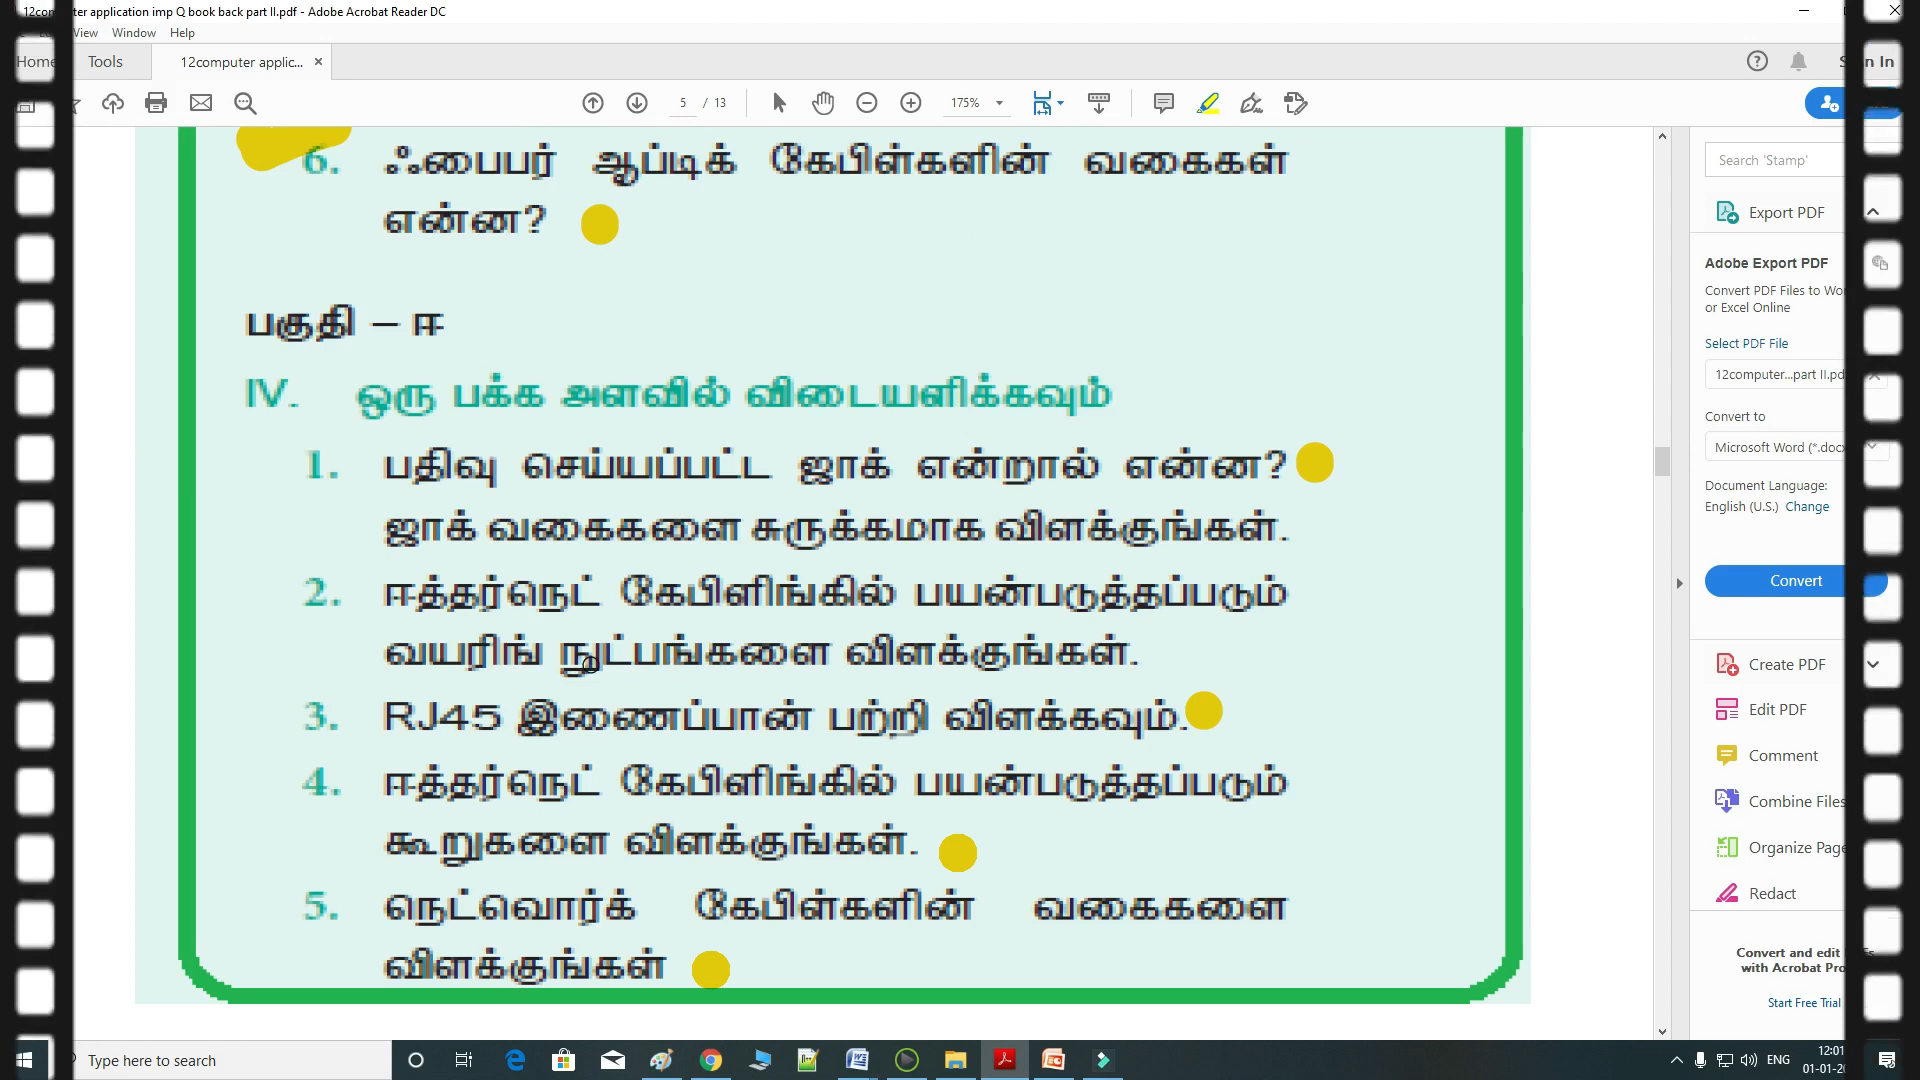 12com ter application imp Q book back part II.pdf - Adobe Acrobat Reader DC
View Window Help
Home Tools 12computer applic... In
5 / 13 175%
6. ஃபைபர் ஆப்டிக் கேபிள்களின் வகைகள்
என்ன?
பகுதி – ஈ
IV. ஒரு பக்க அளவில் விடையளிக்கவும்
1. பதிவு செய்யப்பட்ட ஜாக் என்றால் என்ன?
ஜாக் வகைகளை சுருக்கமாக விளக்குங்கள்.
2. ஈத்தர்நெட் கேபிளிங்கில் பயன்படுத்தப்படும்
வயரிங் நுட்பங்களை விளக்குங்கள்.
3. RJ45 இணைப்பான் பற்றி விளக்கவும்.
4. ஈத்தர்நெட் கேபிளிங்கில் பயன்படுத்தப்படும்
கூறுகளை விளக்குங்கள்.
5. நெட்வொர்க் கேபிள்களின் வகைகளை
விளக்குங்கள்
Search 'Stamp'
Export PDF
Adobe Export PDF
Convert PDF Files to Wo
or Excel Online
Select PDF File
12computer...part II.pd
Convert to
Microsoft Word (*.docx
Document Language:
English (U.S.) Change
Convert
Create PDF
Edit PDF
Comment
Combine Files
Organize Page
Redact
Convert and edit
with Acrobat Pro
Start Free Trial
Type here to search
ENG
12:01
01-01-20